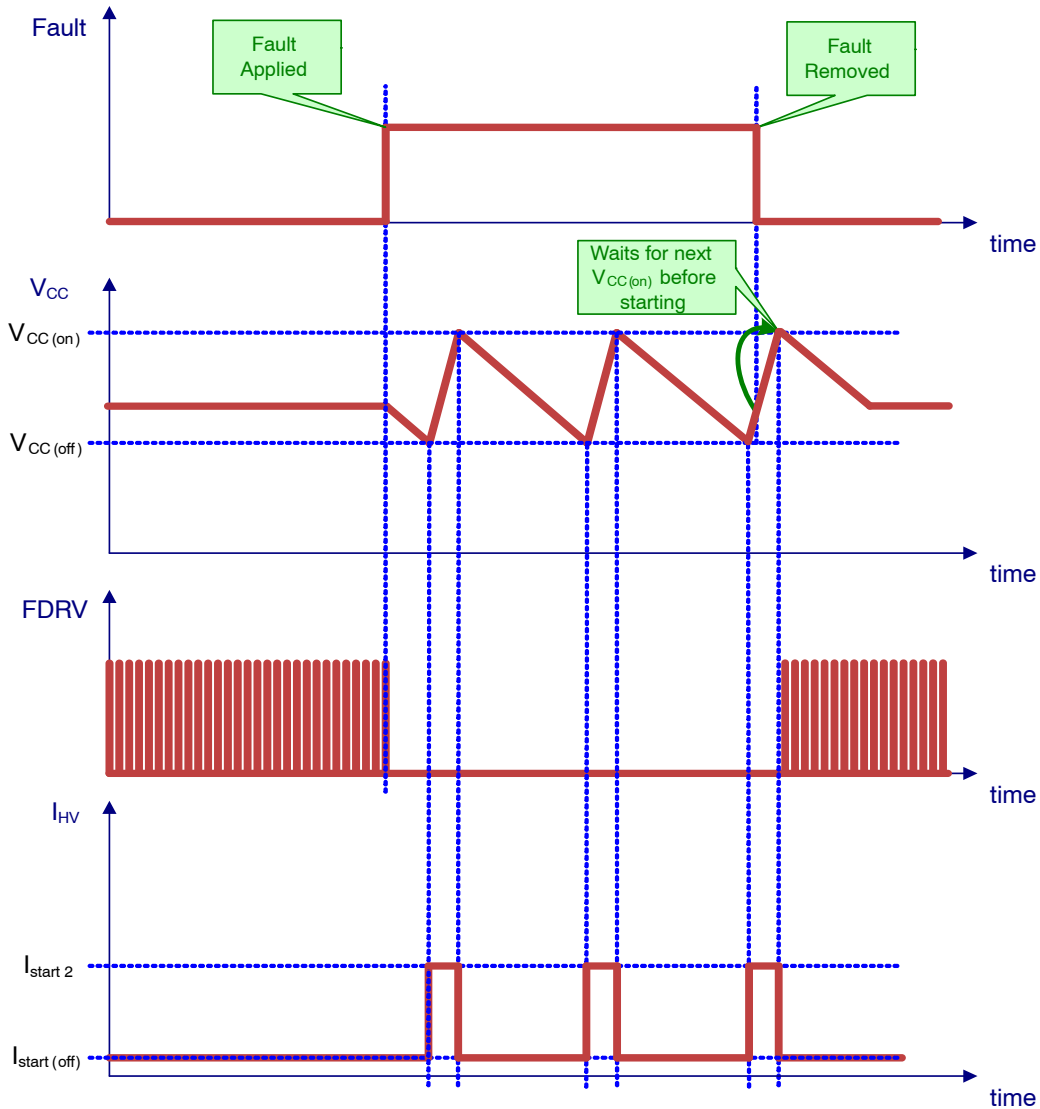 Fault
Fault
Applied
Fault
Removed
time
VCC
Waits for next
VCC(on) before
starting
VCC (on)
VCC (off)
time
FDRV
time
IHV
Istart 2
Istart (off)
time